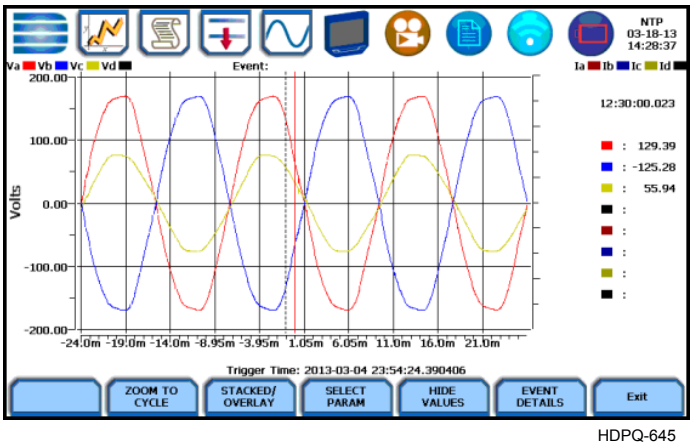 NTP
03-18-13
14:28:37
Va Vb Vc Vd Event: Ia Ib Ic Id
200.00
12:30:00.023
100.00
: 129.39
: -125.28
Volts
: 55.94
0.00
:
:
:
-100.00
:
:
-200.00
-24.0m -19.0m -14.0m -8.95m -3.95m 1.05m 6.05m 11.0m 16.0m 21.0m
Trigger Time: 2013-03-04 23:54:24.390406
ZOOM TO
CYCLE
STACKED/
OVERLAY
SELECT
PARAM
HIDE
VALUES
EVENT
DETAILS
Exit
HDPQ-645